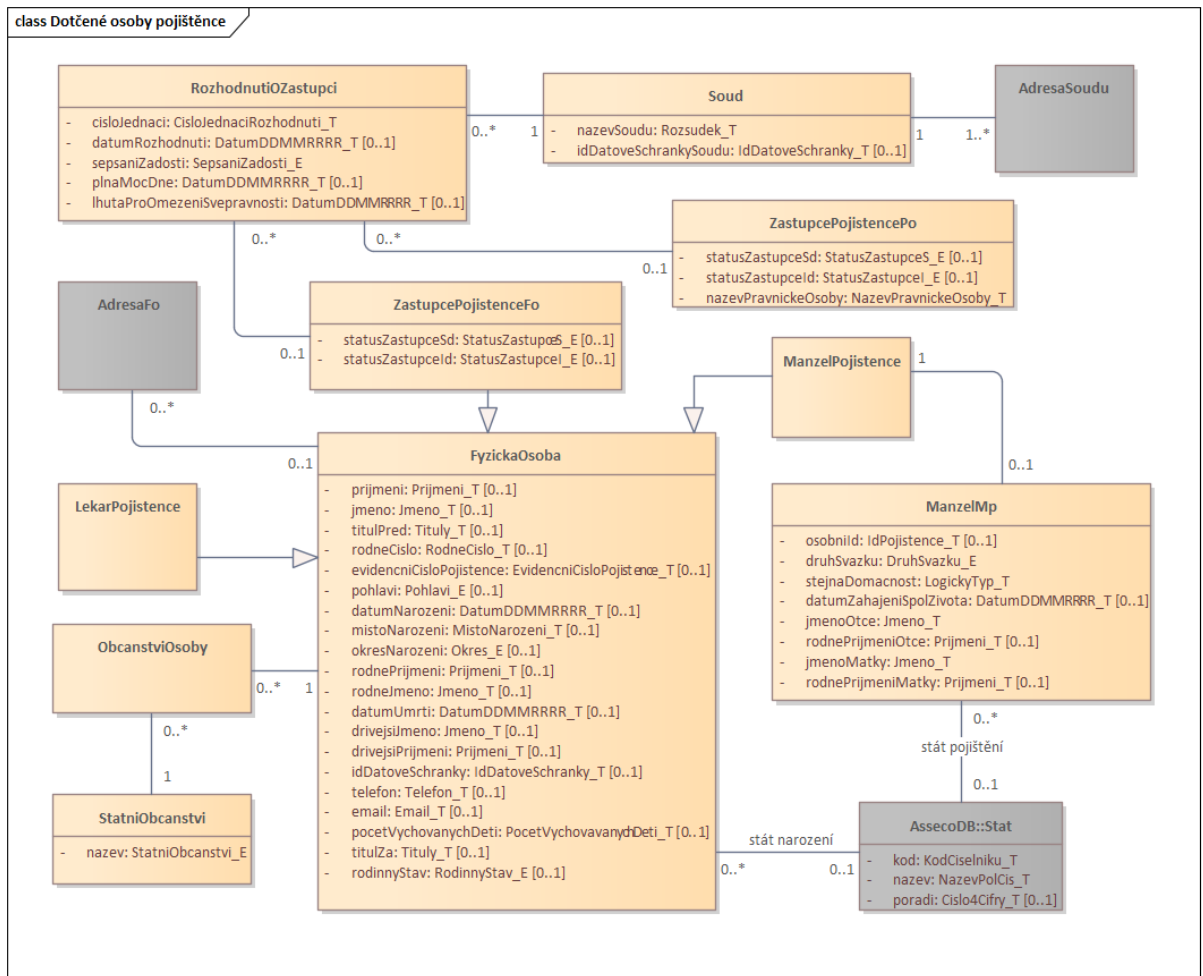 class Dotčené osoby pojištěnce
RozhodnutiOZastupci
- cisloJednaci: CisloJednaciRozhodnuti_T
- datumRozhodnuti: DatumDDMMRRRR_T [0..1]
- sepsaniZadosti: SepsaniZadosti_E
- plnaMocDne: DatumDDMMRRRR_T [0..1]
- lhutaProOmezeniSvepravnosti: DatumDDMMRRRR_T [0..1]
0..*
1
Soud
- nazevSoudu: Rozsudek_T
- idDatoveSchrankySoudu: IdDatoveSchranky_T [0..1]
1
1..*
AdresaSoudu
0..*
0..*
0..1
ZastupcePojistencePo
- statusZastupceSd: StatusZastupceS_E [0..1]
- statusZastupceId: StatusZastupceI_E [0..1]
- nazevPravnickeOsoby: NazevPravnickeOsoby_T
AdresaFo
0..*
0..1
0..1
ZastupcePojistenceFo
- statusZastupceSd: StatusZastupceS_E [0..1]
- statusZastupceId: StatusZastupceI_E [0..1]
ManzelPojistence
1
0..1
FyzickaOsoba
- prijmeni: Prijmeni_T [0..1]
- jmeno: Jmeno_T [0..1]
- titulPred: Tituly_T [0..1]
- rodneCislo: RodneCislo_T [0..1]
- evidencniCisloPojistence: EvidencniCisloPojistence_T [0..1]
- pohlavi: Pohlavi_E [0..1]
- datumNarozeni: DatumDDMMRRRR_T [0..1]
- mistoNarozeni: MistoNarozeni_T [0..1]
- okresNarozeni: Okres_E [0..1]
- rodnePrijmeni: Prijmeni_T [0..1]
- rodneJmeno: Jmeno_T [0..1]
- datumUmrti: DatumDDMMRRRR_T [0..1]
- drivejsiJmeno: Jmeno_T [0..1]
- drivejsiPrijmeni: Prijmeni_T [0..1]
- idDatoveSchranky: IdDatoveSchranky_T [0..1]
- telefon: Telefon_T [0..1]
- email: Email_T [0..1]
- pocetVychovanychDeti: PocetVychovavanychDeti_T [0..1]
- titulZa: Tituly_T [0..1]
- rodinnyStav: RodinnyStav_E [0..1]
LekarPojistence
ManzelMp
- osobniId: IdPojistence_T [0..1]
- druhSvazku: DruhSvazku_E
- stejnaDomacnost: LogickyTyp_T
- datumZahajeniSpolZivota: DatumDDMMRRRR_T [0..1]
- jmenoOtce: Jmeno_T
- rodnePrijmeniOtce: Prijmeni_T [0..1]
- jmenoMatky: Jmeno_T
- rodnePrijmeniMatky: Prijmeni_T [0..1]
ObcanstviOsoby
0..*
1
0..*
1
StatniObcanstvi
- nazev: StatniObcanstvi_E
0..*
stát pojištění
0..1
stát narození
0..*
0..1
AssecoDB::Stat
- kod: KodCiselniku_T
- nazev: NazevPolCis_T
- poradi: Cislo4Cifry_T [0..1]